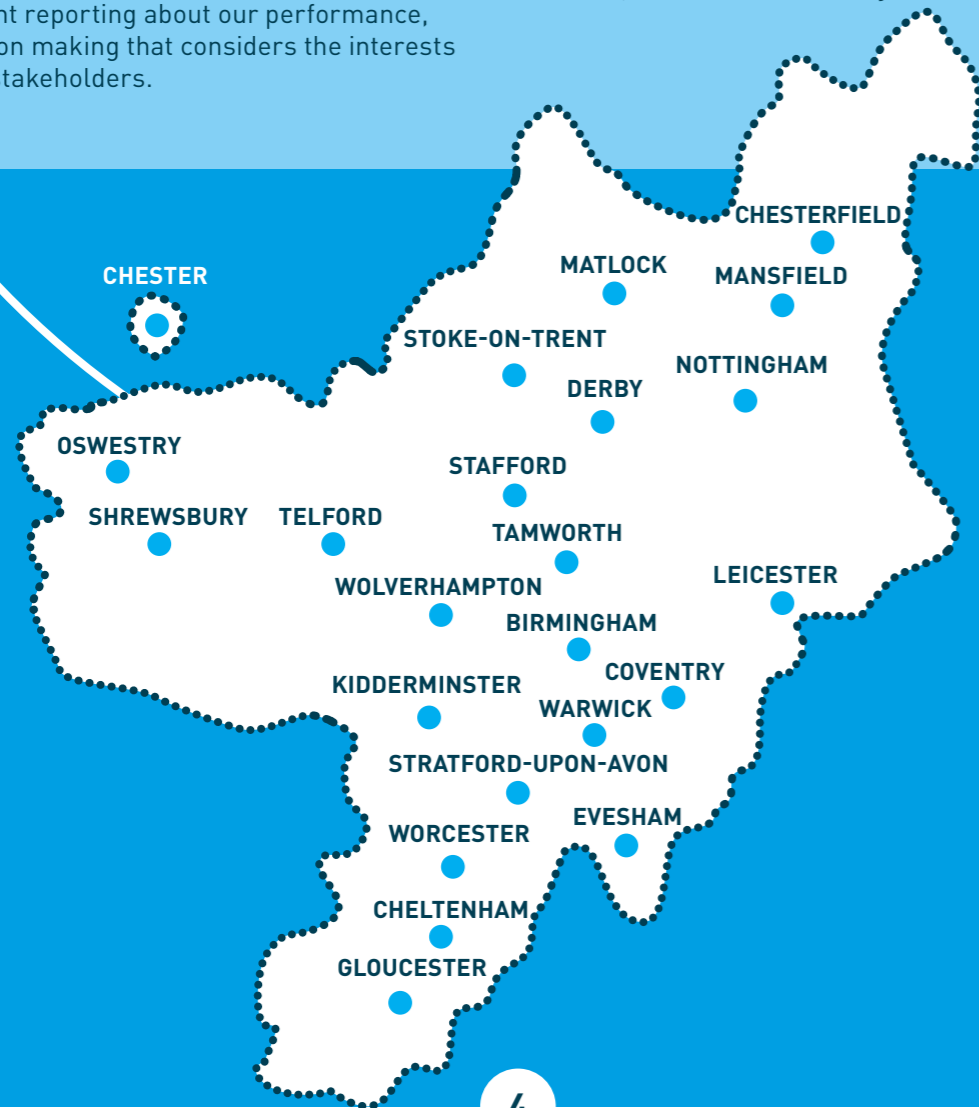 nt reporting about our performance,
on making that considers the interests
stakeholders.
CHESTERFIELD
MATLOCK
MANSFIELD
CHESTER
STOKE-ON-TRENT
NOTTINGHAM
DERBY
OSWESTRY
STAFFORD
SHREWSBURY
TELFORD
TAMWORTH
LEICESTER
WOLVERHAMPTON
BIRMINGHAM
COVENTRY
KIDDERMINSTER
WARWICK
STRATFORD-UPON-AVON
EVESHAM
WORCESTER
CHELTENHAM
GLOUCESTER